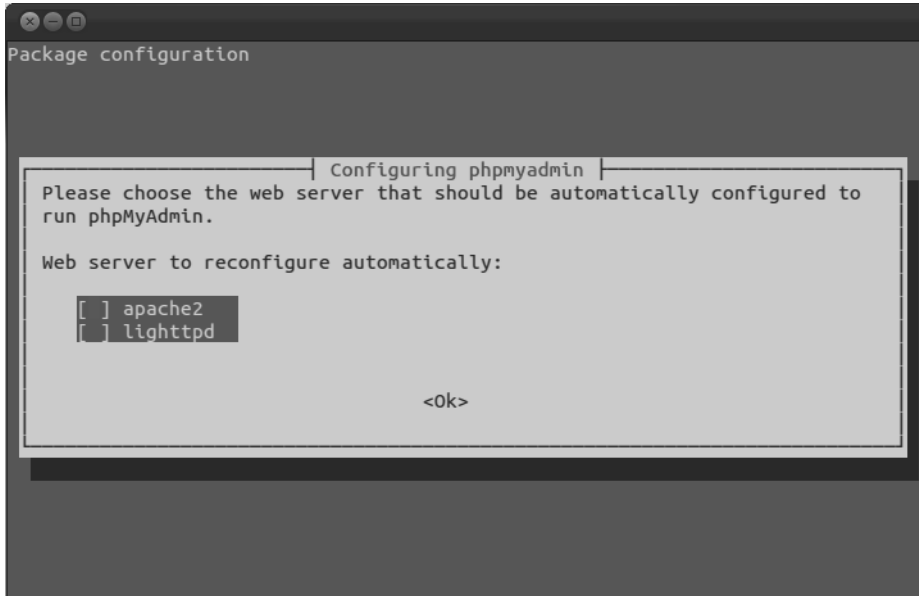 Package configuration
Configuring phpmyadmin
Please choose the web server that should be automatically configured to
run phpMyAdmin.
Web server to reconfigure automatically:
[ ] apache2
[ ] lighttpd
<Ok>